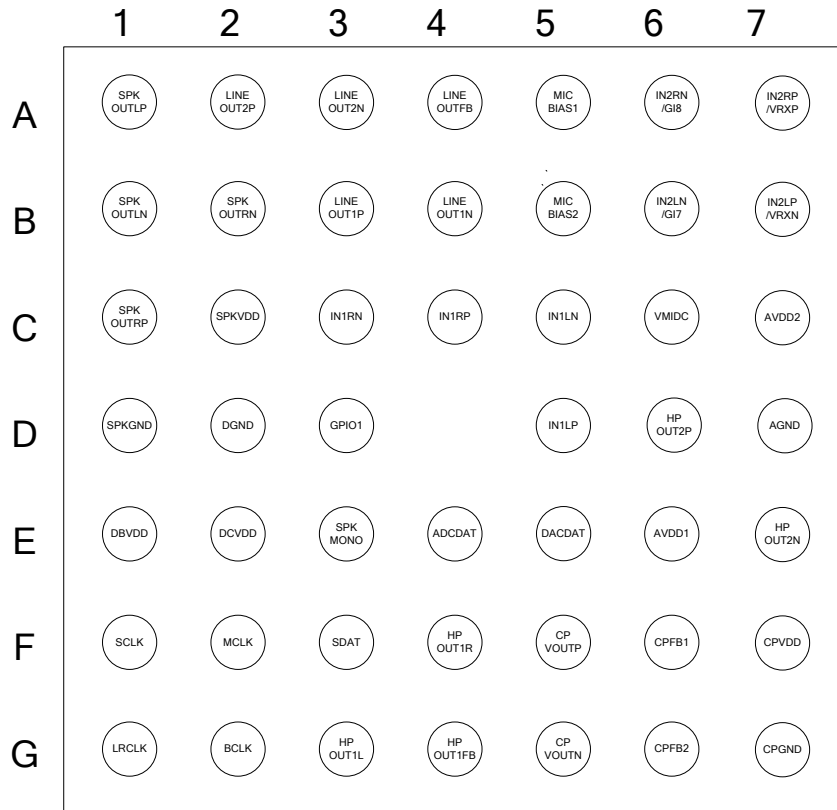 1 2 3 4 5 6 7
A
SPK OUTLP
LINE OUT2P
LINE OUT2N
LINE OUTFB
MIC BIAS1
IN2RN /GI8
IN2RP /VRXP
B
SPK OUTLN
SPK OUTRN
LINE OUT1P
LINE OUT1N
MIC BIAS2
IN2LN /GI7
IN2LP /VRXN
C
SPK OUTRP
SPKVDD
IN1RN
IN1RP
IN1LN
VMIDC
AVDD2
D
SPKGND
DGND
GPIO1
IN1LP
HP OUT2P
AGND
E
DBVDD
DCVDD
SPK MONO
ADCDAT
DACDAT
AVDD1
HP OUT2N
F
SCLK
MCLK
SDAT
HP OUT1R
CP VOUTP
CPFB1
CPVDD
G
LRCLK
BCLK
HP OUT1L
HP OUT1FB
CP VOUTN
CPFB2
CPGND